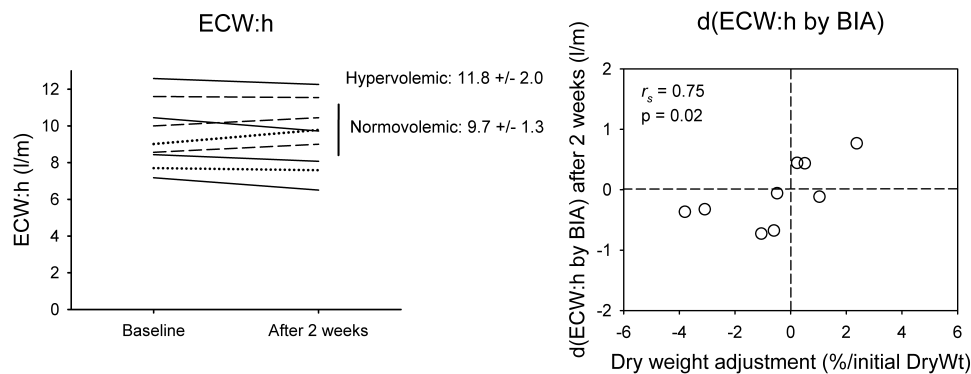 ECW:h
ECW:h (l/m)
12
10
8
6
4
2
0
Baseline
After 2 weeks
Hypervolemic: 11.8 +/- 2.0
Normovolemic: 9.7 +/- 1.3
d(ECW:h by BIA)
d(ECW:h by BIA) after 2 weeks (l/m)
2
1
0
-1
-2
rs = 0.75
p = 0.02
-6
-4
-2
0
2
4
6
Dry weight adjustment (%/initial DryWt)